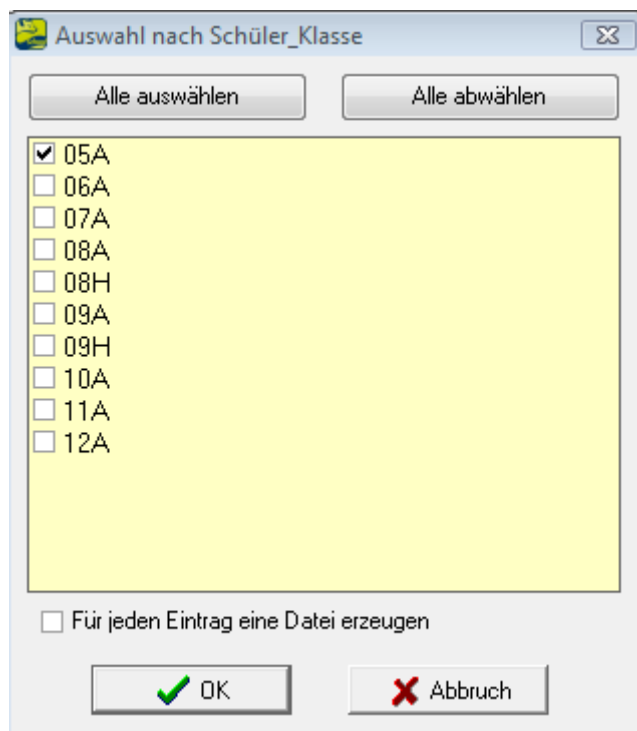 Auswahl nach Schüler_Klasse
Alle auswählen Alle abwählen
05A
06A
07A
08A
08H
09A
09H
10A
11A
12A
Für jeden Eintrag eine Datei erzeugen
OK Abbruch